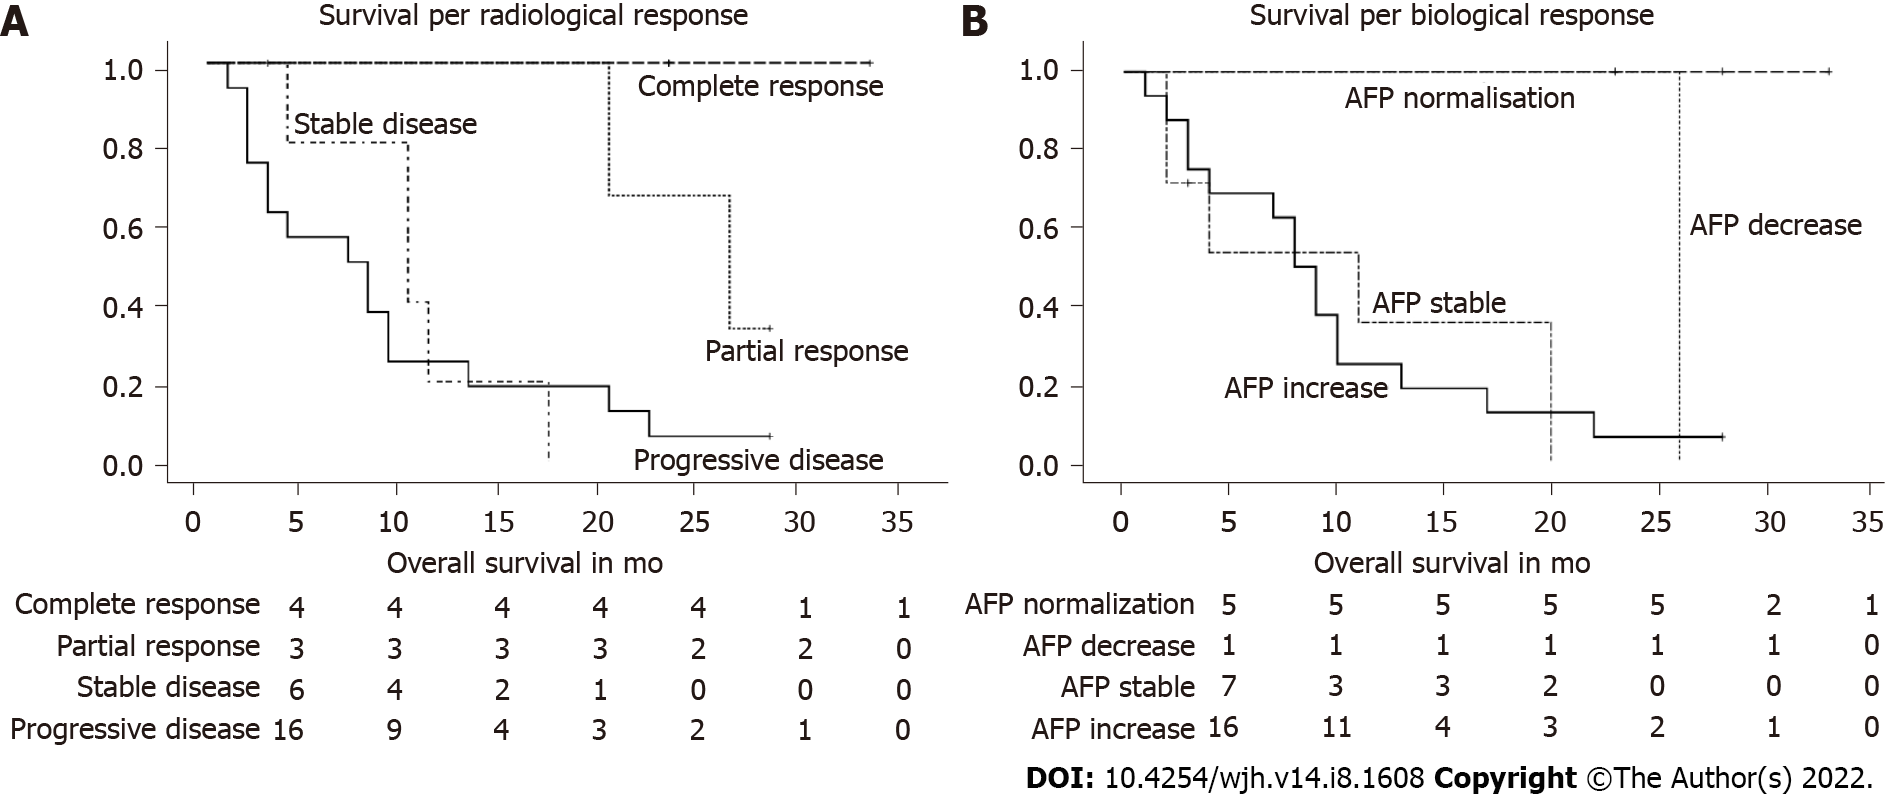 A
Survival per radiological response
1.0
0.8
0.6
0.4
0.2
0.0
Complete response
Stable disease
Partial response
Progressive disease
0 5 10 15 20 25 30 35
Overall survival in mo
Complete response 4 4 4 4 4 1 1
Partial response 3 3 3 3 2 2 0
Stable disease 6 4 2 1 0 0 0
Progressive disease 16 9 4 3 2 1 0
B
Survival per biological response
1.0
0.8
0.6
0.4
0.2
0.0
AFP normalisation
AFP decrease
AFP stable
AFP increase
0 5 10 15 20 25 30 35
Overall survival in mo
AFP normalization 5 5 5 5 5 2 1
AFP decrease 1 1 1 1 1 1 0
AFP stable 7 3 3 2 0 0 0
AFP increase 16 11 4 3 2 1 0
DOI: 10.4254/wjh.v14.i8.1608 Copyright ©The Author(s) 2022.